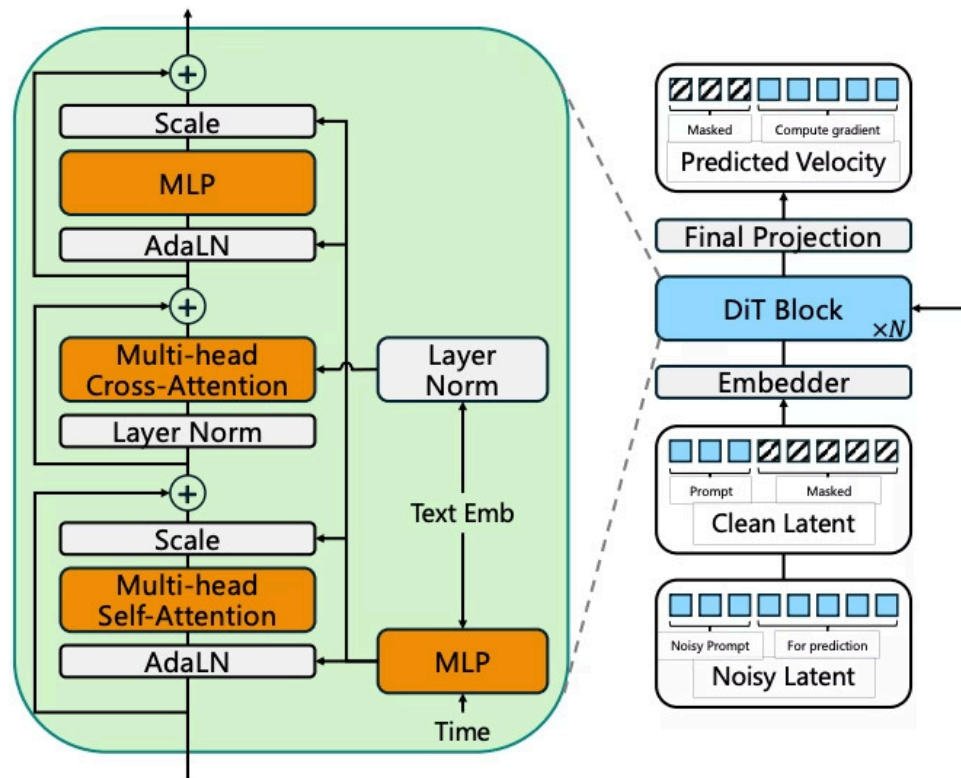 Scale
MLP
AdaLN
Multi-head
Cross-Attention
Layer Norm
Layer
Norm
Text Emb
Scale
Multi-head
Self-Attention
AdaLN
MLP
Time
Masked
Compute gradient
Predicted Velocity
Final Projection
DiT Block
×N
Embedder
Prompt
Masked
Clean Latent
Noisy Prompt
For prediction
Noisy Latent